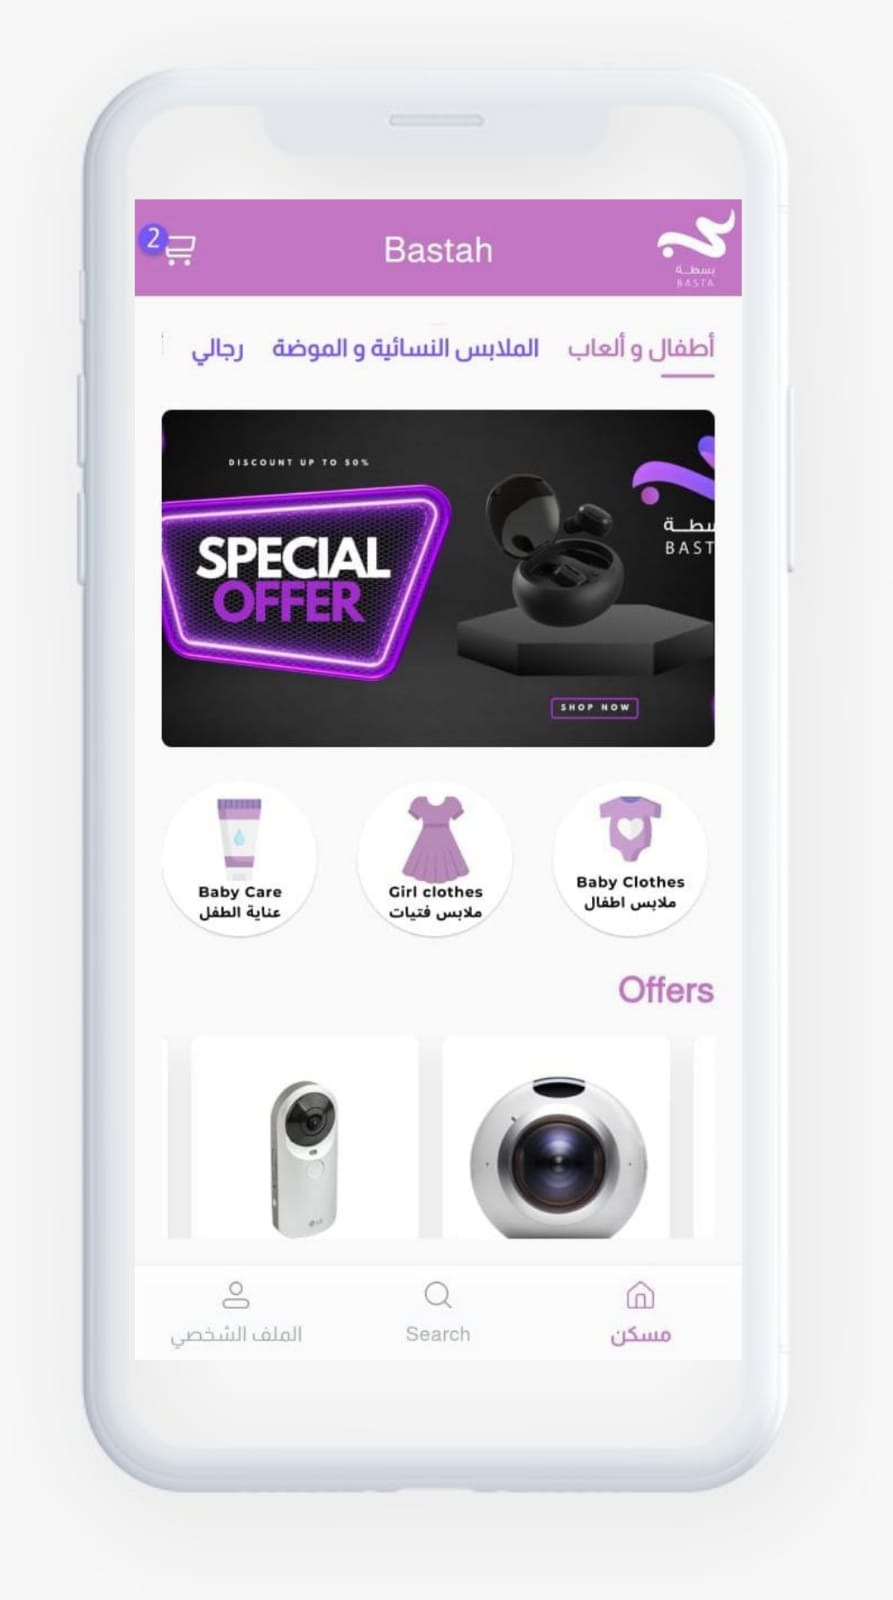 2
Bastah
بسطة
BASTA
أطفال و ألعاب
الملابس النسائية و الموضة
رجالي
DISCOUNT UP TO 50%
SPECIAL
OFFER
بسطة
BAST
SHOP NOW
Baby Clothes
ملابس اطفال
Girl clothes
ملابس فتيات
Baby Care
عناية الطفل
Offers
LG
مسكن
Search
الملف الشخصي